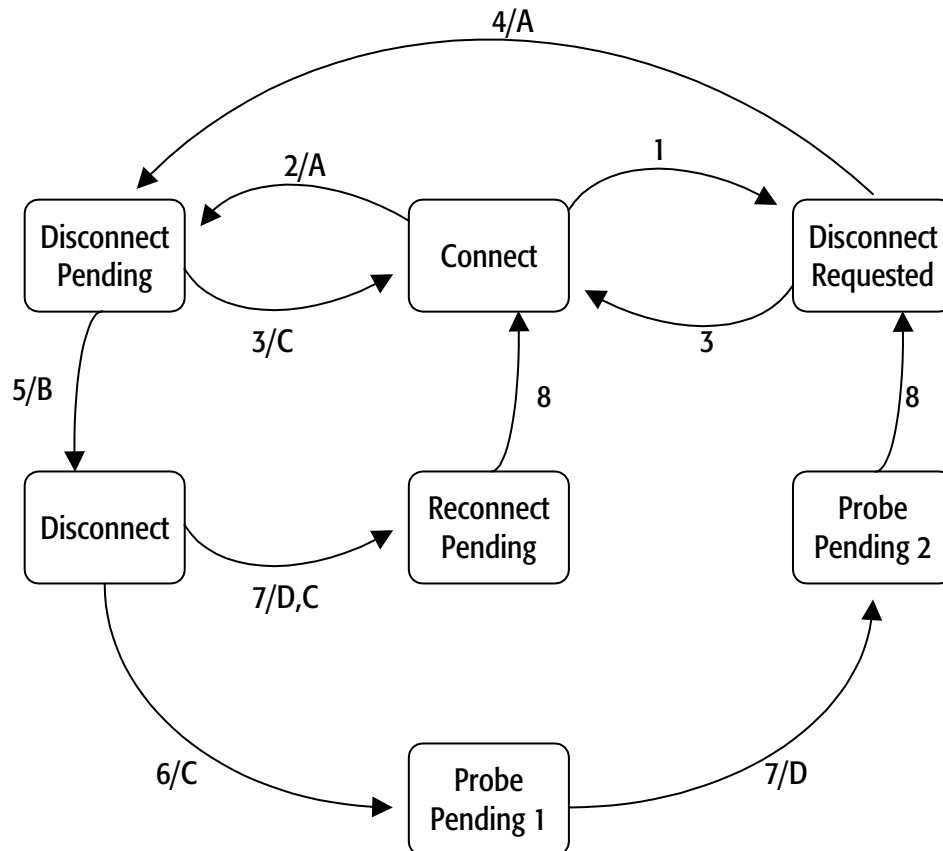 4/A
2/A
1
Disconnect
Pending
Connect
Disconnect
Requested
3/C
3
5/B
8
8
Disconnect
Reconnect
Pending
Probe
Pending 2
7/D,C
6/C
Probe
Pending 1
7/D